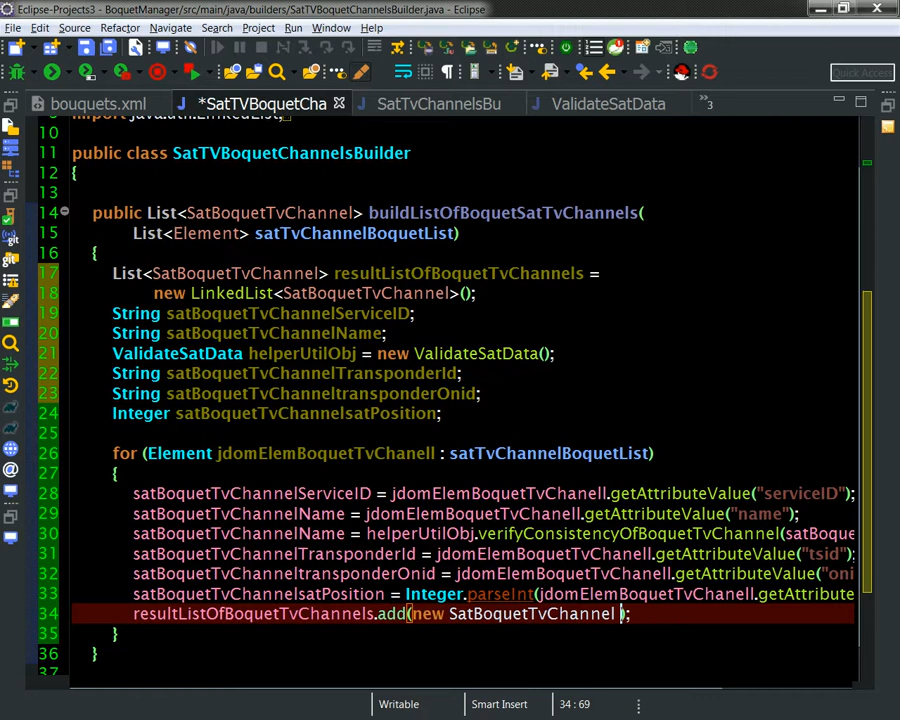 Eclipse-Projects3 - BoquetManager/src/main/java/builders/SatTVBoquetChannelsBuilder.java - Eclipse
File Edit Source Refactor Navigate Search Project Run Window Help
Quick Access
bouquets.xml *SatTVBoquetCha SatTvChannelsBu ValidateSatData »3
9 import java.util.LinkedList;
10
11 public class SatTVBoquetChannelsBuilder
12 {
13
14 public List<SatBoquetTvChannel> buildListOfBoquetSatTvChannels(
15 List<Element> satTvChannelBoquetList)
16 {
17 List<SatBoquetTvChannel> resultListOfBoquetTvChannels =
18 new LinkedList<SatBoquetTvChannel>();
19 String satBoquetTvChannelServiceID;
20 String satBoquetTvChannelName;
21 ValidateSatData helperUtilObj = new ValidateSatData();
22 String satBoquetTvChannelTransponderId;
23 String satBoquetTvChanneltransponderOnid;
24 Integer satBoquetTvChannelsatPosition;
25
26 for (Element jdomElemBoquetTvChanell : satTvChannelBoquetList)
27 {
28 satBoquetTvChannelServiceID = jdomElemBoquetTvChanell.getAttributeValue("serviceID");
29 satBoquetTvChannelName = jdomElemBoquetTvChanell.getAttributeValue("name");
30 satBoquetTvChannelName = helperUtilObj.verifyConsistencyOfBoquetTvChannel(satBoque
31 satBoquetTvChannelTransponderId = jdomElemBoquetTvChanell.getAttributeValue("tsid");
32 satBoquetTvChanneltransponderOnid = jdomElemBoquetTvChanell.getAttributeValue("oni
33 satBoquetTvChannelsatPosition = Integer.parseInt(jdomElemBoquetTvChanell.getAttribute
34 resultListOfBoquetTvChannels.add(new SatBoquetTvChannel );
35 }
36 }
37
Writable Smart Insert 34 : 69